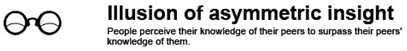 Illusion of asymmetric insight
People perceive their knowledge of their peers to surpass their peers'
knowledge of them.